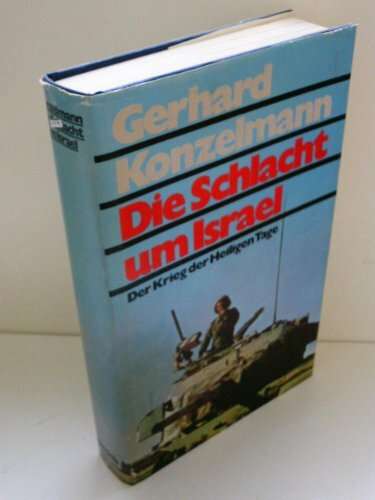 Gerhard
Konzelmann
Die Schlacht
um Israel
Der Krieg der Heiligen Tage